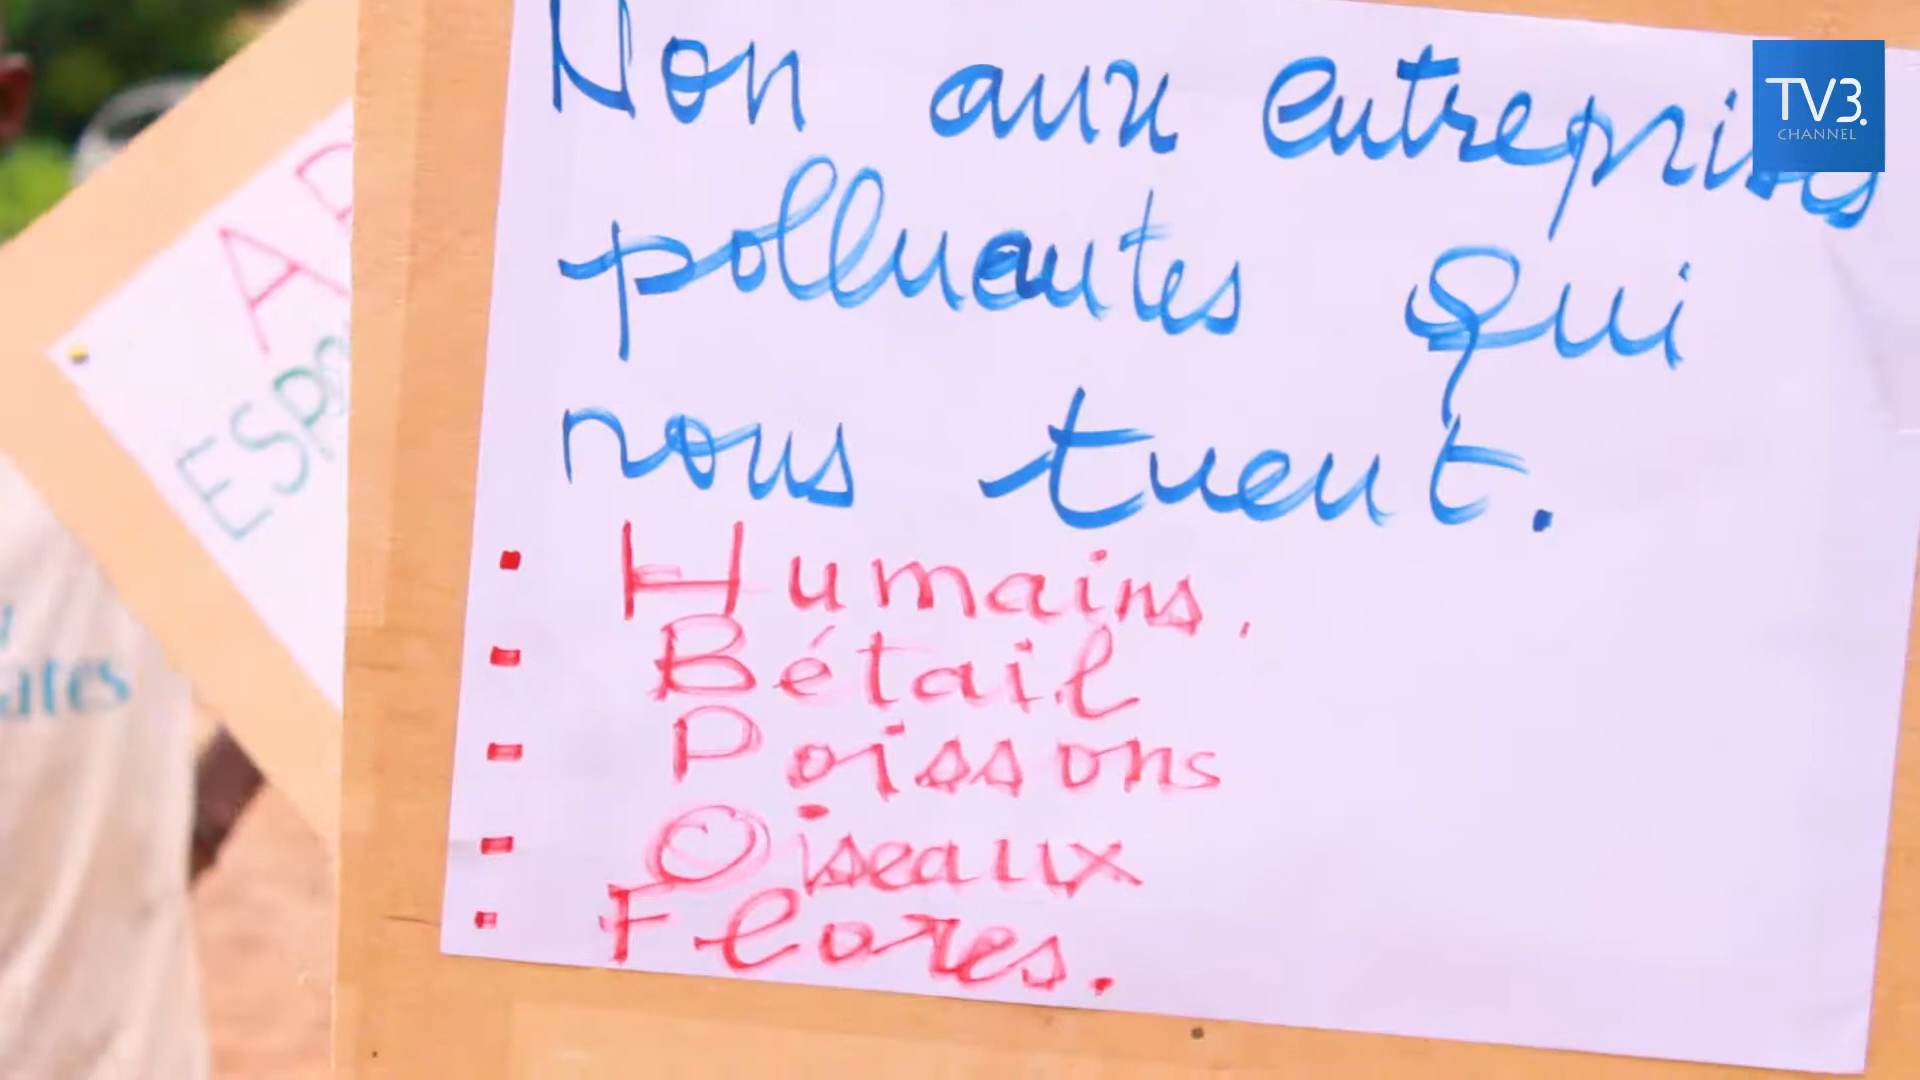 Non aux entreprises
polluantes qui
nous tuent.
Humains.
Bétail
Poissons
Oiseaux
Flores.
TV3.
CHANNEL